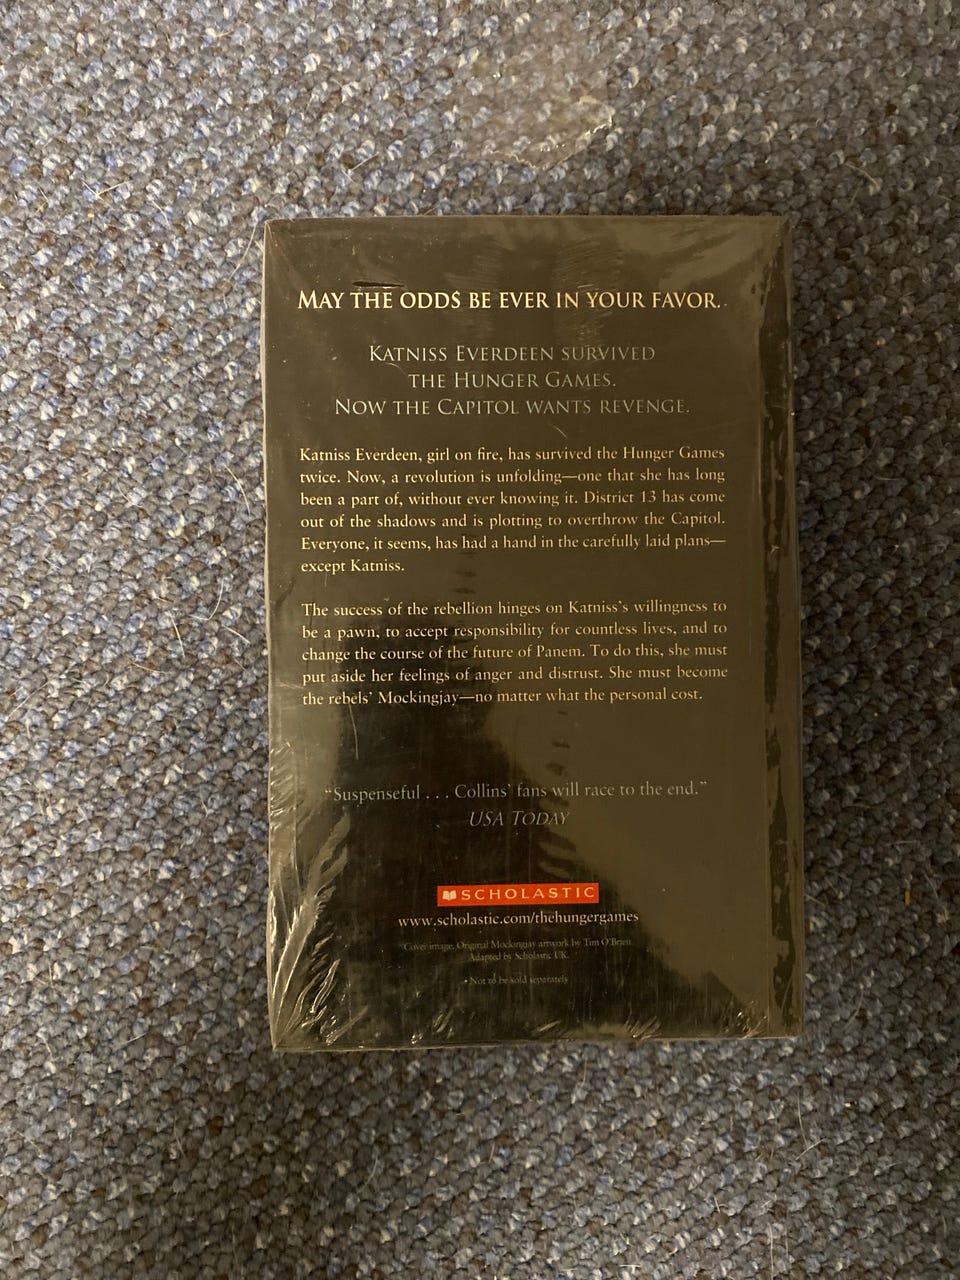 MAY THE ODDS BE EVER IN YOUR FAVOR.
KATNISS EVERDEEN SURVIVED
THE HUNGER GAMES.
NOW THE CAPITOL WANTS REVENGE.
Katniss Everdeen, girl on fire, has survived the Hunger Games
twice. Now, a revolution is unfolding—one that she has long
been a part of, without ever knowing it. District 13 has come
out of the shadows and is plotting to overthrow the Capitol.
Everyone, it seems, has had a hand in the carefully laid plans—
except Katniss.
The success of the rebellion hinges on Katniss's willingness to
be a pawn, to accept responsibility for countless lives, and to
change the course of the future of Panem. To do this, she must
put aside her feelings of anger and distrust. She must become
the rebels' Mockingjay—no matter what the personal cost.
“Suspenseful . . . Collins' fans will race to the end.”
USA TODAY
SCHOLASTIC
www.scholastic.com/thehungergames
Cover image: Original Mockingjay artwork by Tim O'Brien.
Adapted by Scholastic UK.
• Not to be sold separately